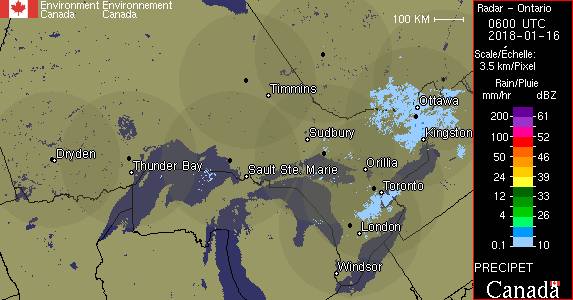 Environment Environnement
Canada Canada
100 KM
Timmins
Ottawa
Sudbury
Kingston
Dryden
Thunder Bay
Sault Ste. Marie
Orillia
Toronto
London
Windsor
Radar - Ontario
0600 UTC
2018-01-16
Scale/Échelle:
3.5 km/Pixel
Rain/Pluie
mm/hr dBZ
200 61
100 52
50 46
24 39
12 33
4 26
0.1 10
PRECIPET
Canada